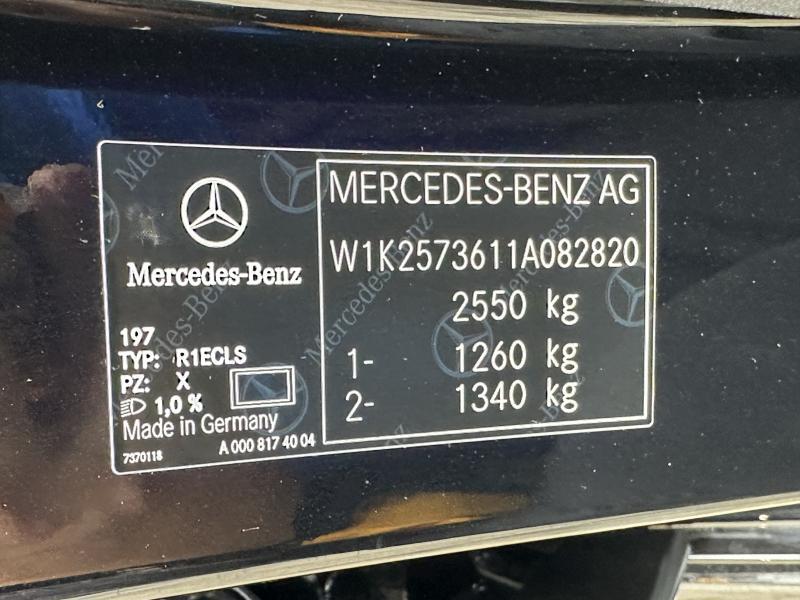 Mercedes-Benz
197
TYP: R1ECLS
PZ: X
1,0 %
Made in Germany
7370118 A 000 817 40 04
MERCEDES-BENZ AG
W1K2573611A082820
2550 kg
1- 1260 kg
2- 1340 kg